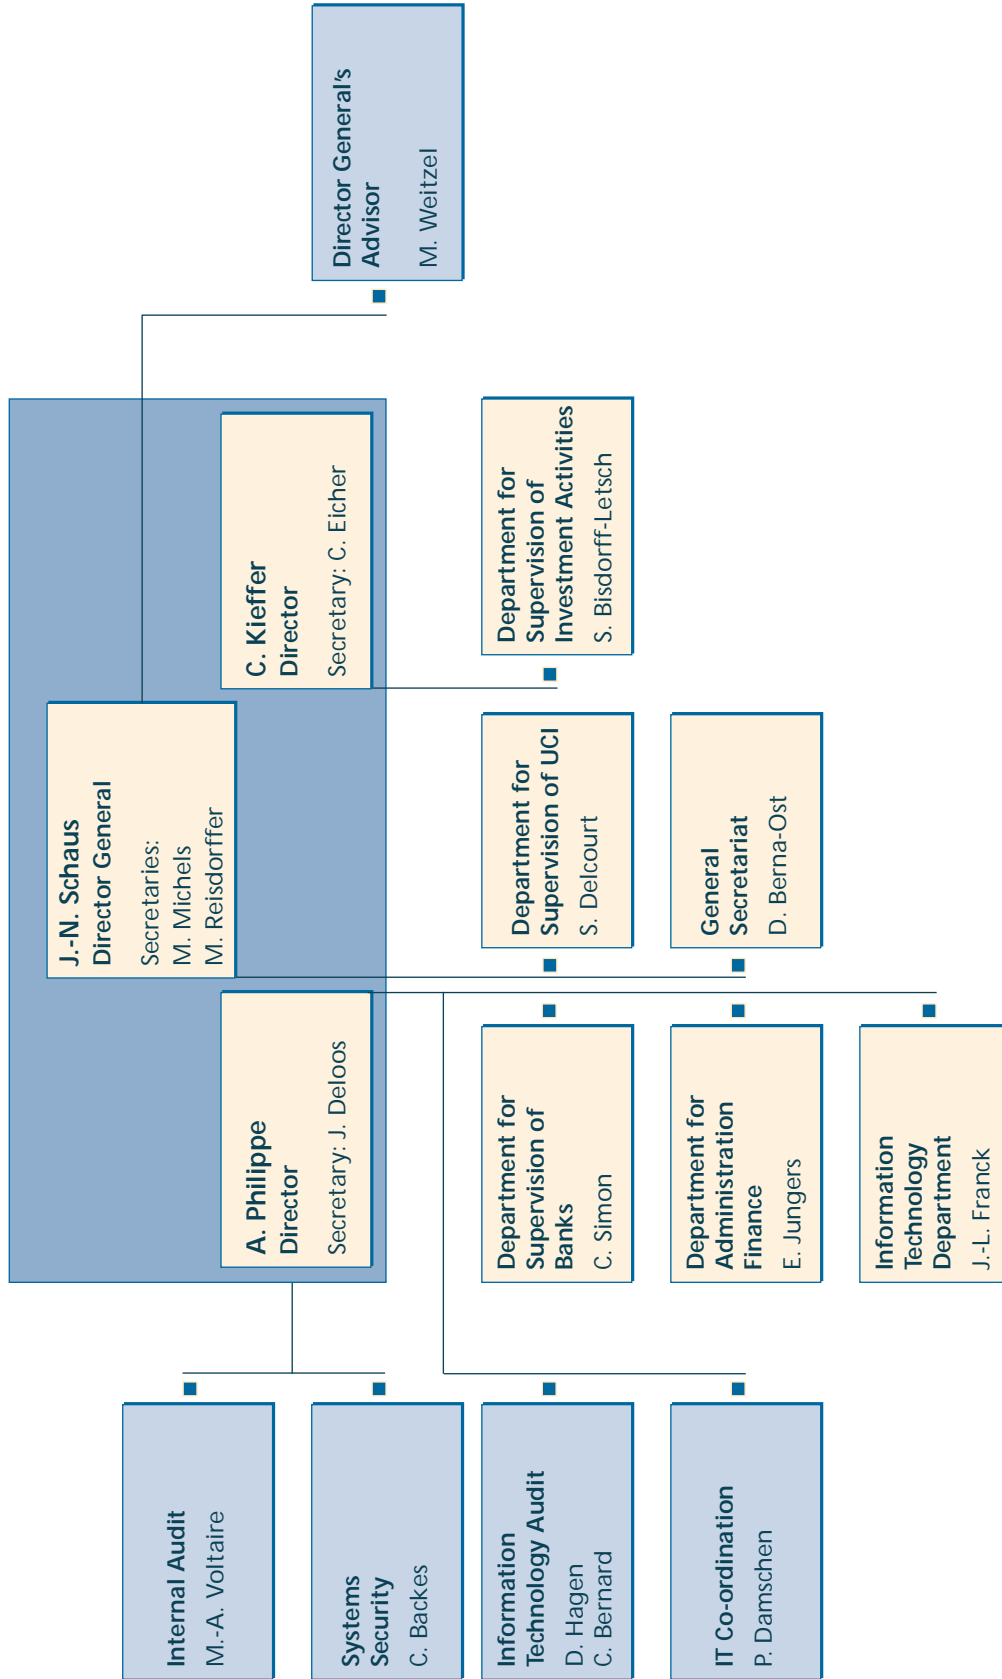 J.-N. Schaus
Director General
Secretaries:
M. Michels
M. Reisdorffer
A. Philippe
Director
Secretary: J. Deloos
C. Kieffer
Director
Secretary: C. Eicher
Internal Audit
M.-A. Voltaire
Systems
Security
C. Backes
Director General's
Advisor
M. Weitzel
Information
Technology Audit
D. Hagen
C. Bernard
Department for
Supervision of
Banks
C. Simon
Department for
Supervision of UCI
S. Delcourt
Department for
Supervision of
Investment Activities
S. Bisdorff-Letsch
IT Co-ordination
P. Damschen
Department for
Administration
Finance
E. Jungers
General
Secretariat
D. Berna-Ost
Information
Technology
Department
J.-L. Franck